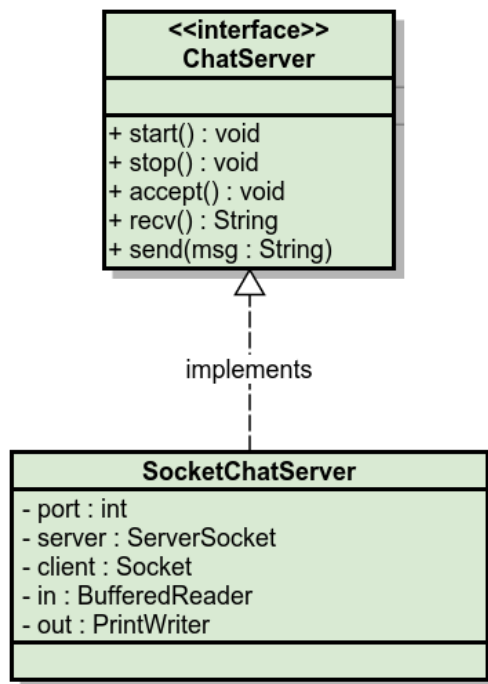 <<interface>>
ChatServer
+ start() : void
+ stop() : void
+ accept() : void
+ recv() : String
+ send(msg : String)
implements
SocketChatServer
- port : int
- server : ServerSocket
- client : Socket
- in : BufferedReader
- out : PrintWriter